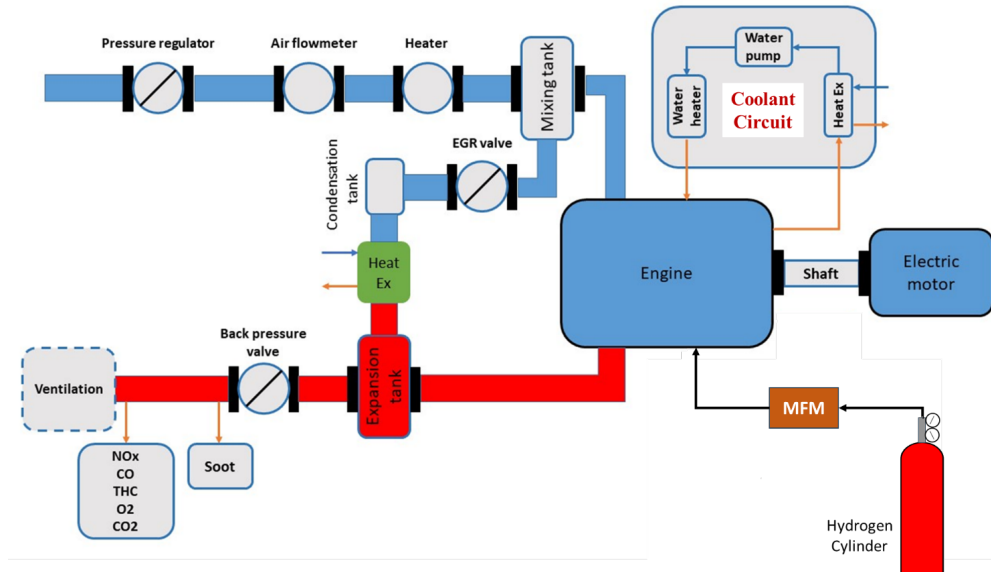 Pressure regulator
Air flowmeter
Heater
Mixing tank
Water
pump
Water
heater
Coolant
Circuit
Heat Ex
EGR valve
Condensation
tank
Heat
Ex
Engine
Shaft
Electric
motor
Back pressure
valve
Ventilation
Expansion
tank
MFM
NOx
CO
THC
O2
CO2
Soot
Hydrogen
Cylinder